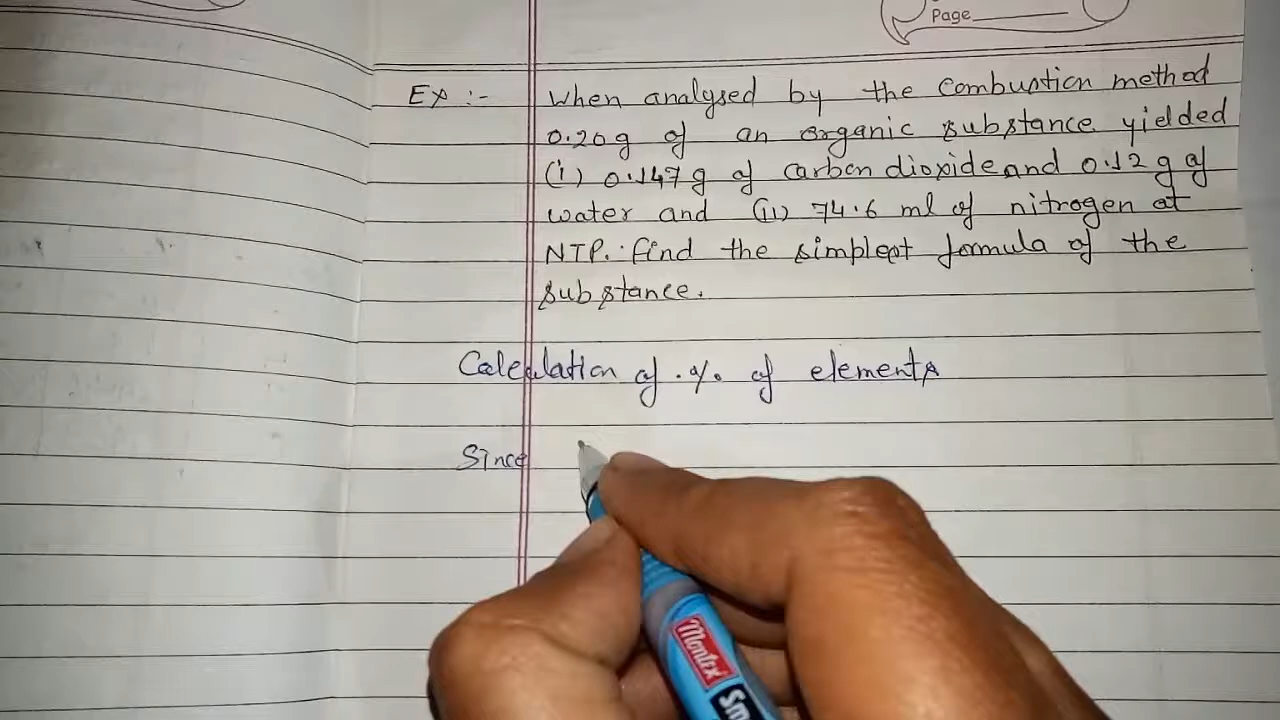 Page
Ex :- When analysed by the Combustion method
0.20g of an organic substance yielded
(i) 0.147g of Carbon dioxide and 0.12g of
water and (ii) 74.6 ml of nitrogen at
NTP. find the simplest formula of the
substance.
Calculation of % of elements
Since
Montex
Sm